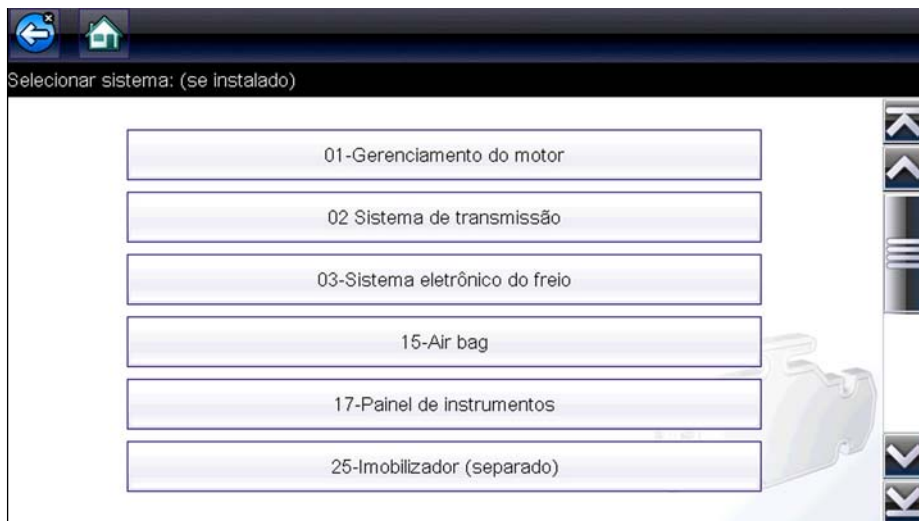 Selecionar sistema: (se instalado)
01-Gerenciamento do motor
02 Sistema de transmissão
03-Sistema eletrônico do freio
15-Air bag
17-Painel de instrumentos
25-Imobilizador (separado)